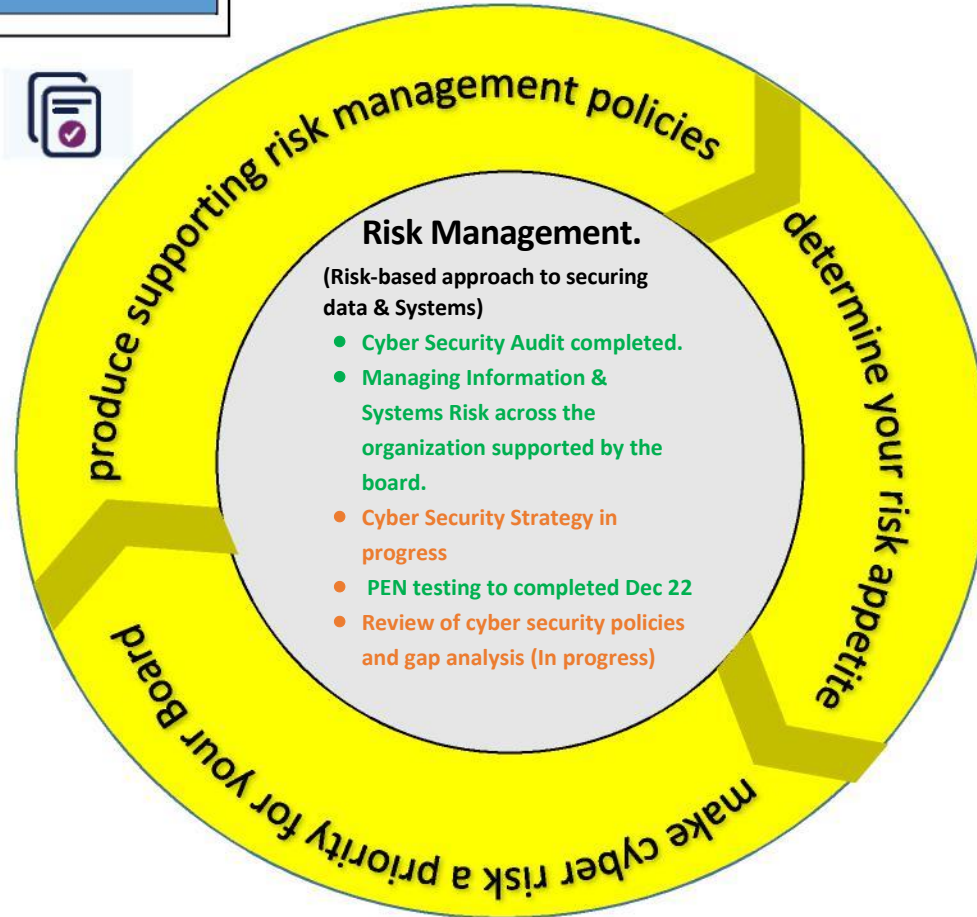 produce supporting risk management policies
determine your risk appetite
make cyber risk a priority for your Board
Risk Management.
(Risk-based approach to securing
data & Systems)
• Cyber Security Audit completed.
• Managing Information &
Systems Risk across the
organization supported by the
board.
• Cyber Security Strategy in
progress
• PEN testing to completed Dec 22
• Review of cyber security policies
and gap analysis (In progress)